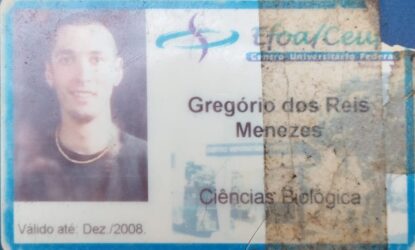 Efoa/Ceufe
Centro Universitário Federal
Gregório dos Reis
Menezes
Ciências Biológica
Válido até: Dez./2008.